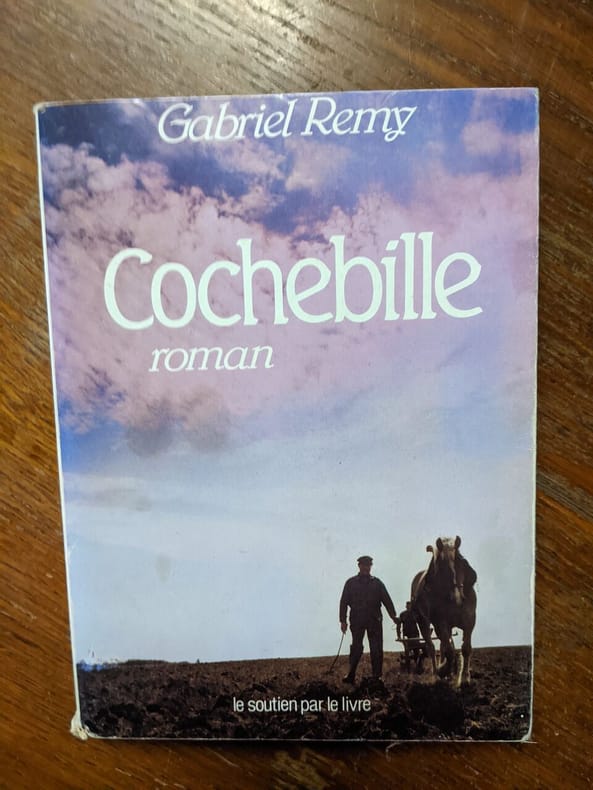 Gabriel Remy
Cochebille
roman
le soutien par le livre